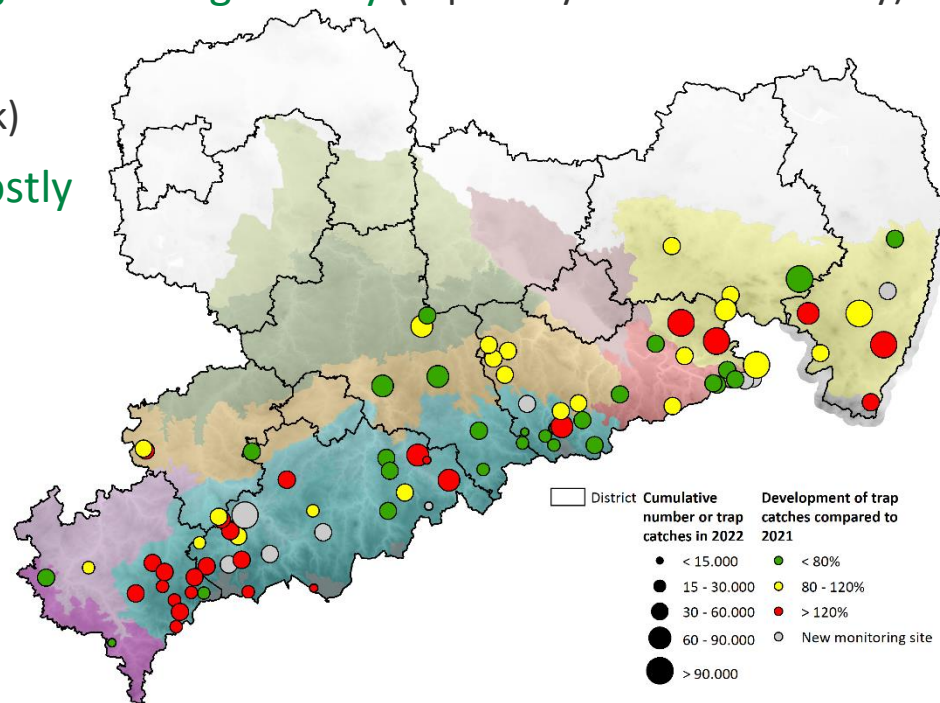 k)
ostly
District
Cumulative number or trap catches in 2022
< 15.000
15 - 30.000
30 - 60.000
60 - 90.000
> 90.000
Development of trap catches compared to 2021
< 80%
80 - 120%
> 120%
New monitoring site